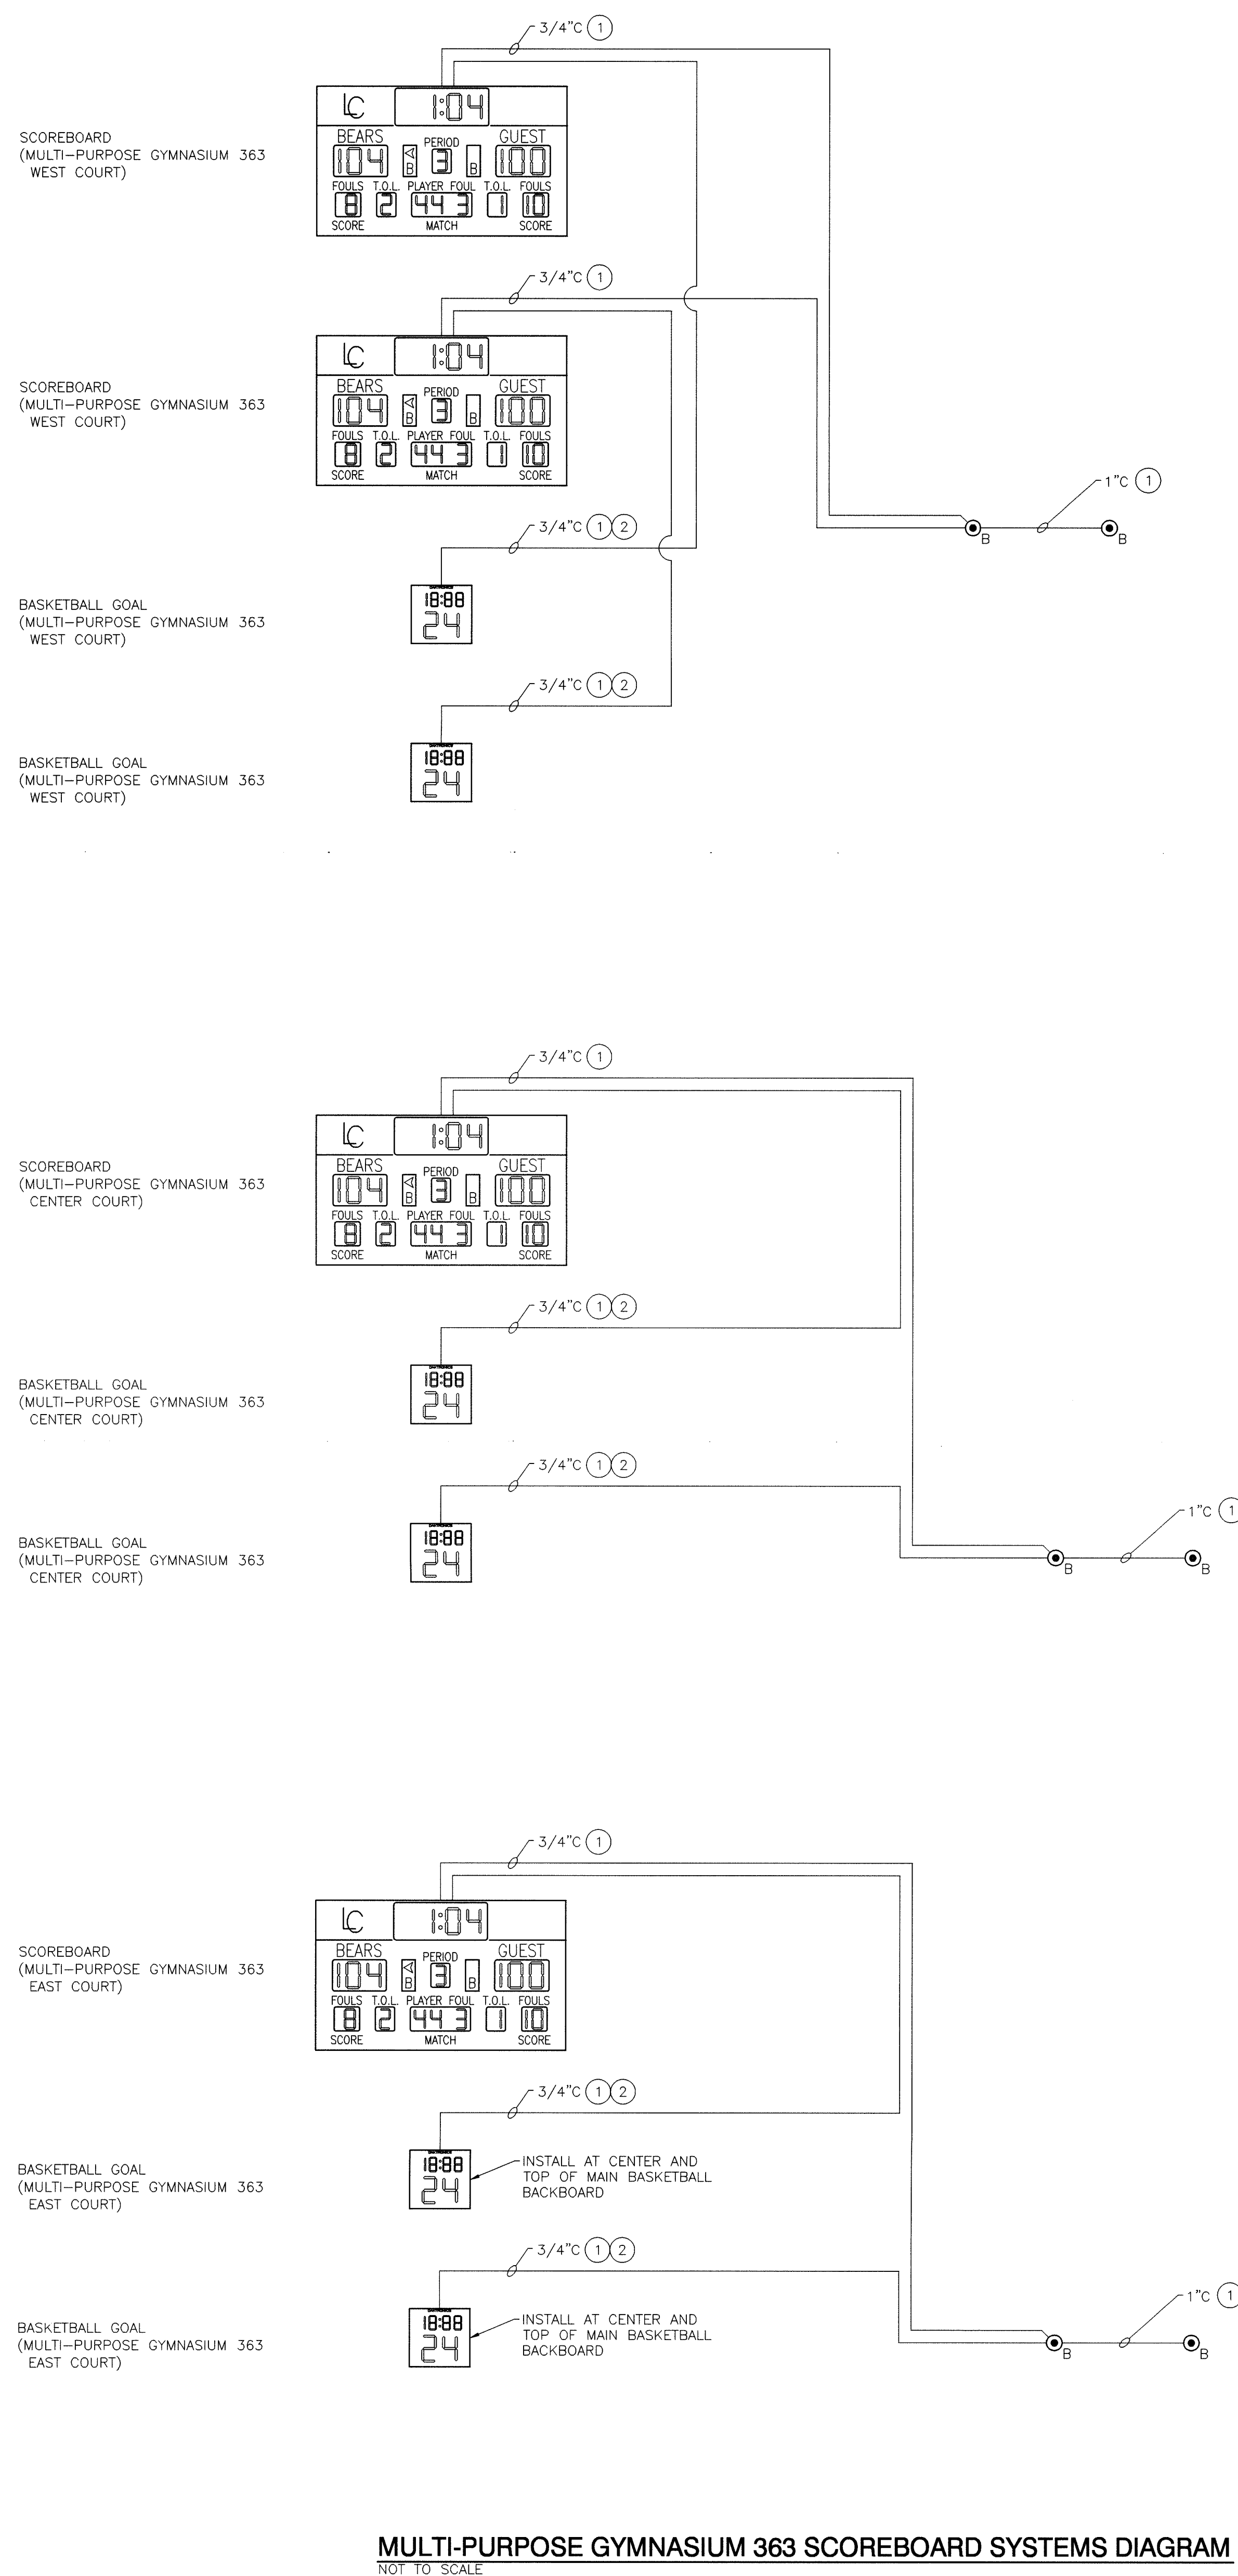 3/4"C 1
LC 1:04
SCOREBOARD
(MULTI-PURPOSE GYMNASIUM 363
WEST COURT)
BEARS PERIOD GUEST
104 B 3 B 100
FOULS T.O.L. PLAYER FOUL T.O.L. FOULS
8 2 44 3 1 10
SCORE MATCH SCORE
3/4"C 1
LC 1:04
SCOREBOARD
(MULTI-PURPOSE GYMNASIUM 363
WEST COURT)
BEARS PERIOD GUEST
104 B 3 B 100
FOULS T.O.L. PLAYER FOUL T.O.L. FOULS
8 2 44 3 1 10
SCORE MATCH SCORE
1"C 1
B B
3/4"C 1 2
BASKETBALL GOAL
(MULTI-PURPOSE GYMNASIUM 363
WEST COURT)
DAKTRONICS
18:88
24
3/4"C 1 2
BASKETBALL GOAL
(MULTI-PURPOSE GYMNASIUM 363
WEST COURT)
DAKTRONICS
18:88
24
3/4"C 1
LC 1:04
SCOREBOARD
(MULTI-PURPOSE GYMNASIUM 363
CENTER COURT)
BEARS PERIOD GUEST
104 B 3 B 100
FOULS T.O.L. PLAYER FOUL T.O.L. FOULS
8 2 44 3 1 10
SCORE MATCH SCORE
3/4"C 1 2
BASKETBALL GOAL
(MULTI-PURPOSE GYMNASIUM 363
CENTER COURT)
DAKTRONICS
18:88
24
3/4"C 1 2
BASKETBALL GOAL
(MULTI-PURPOSE GYMNASIUM 363
CENTER COURT)
DAKTRONICS
18:88
24
1"C 1
B B
3/4"C 1
LC 1:04
SCOREBOARD
(MULTI-PURPOSE GYMNASIUM 363
EAST COURT)
BEARS PERIOD GUEST
104 B 3 B 100
FOULS T.O.L. PLAYER FOUL T.O.L. FOULS
8 2 44 3 1 10
SCORE MATCH SCORE
3/4"C 1 2
BASKETBALL GOAL
(MULTI-PURPOSE GYMNASIUM 363
EAST COURT)
DAKTRONICS
18:88
24
INSTALL AT CENTER AND
TOP OF MAIN BASKETBALL
BACKBOARD
3/4"C 1 2
BASKETBALL GOAL
(MULTI-PURPOSE GYMNASIUM 363
EAST COURT)
DAKTRONICS
18:88
24
INSTALL AT CENTER AND
TOP OF MAIN BASKETBALL
BACKBOARD
1"C 1
B B
MULTI-PURPOSE GYMNASIUM 363 SCOREBOARD SYSTEMS DIAGRAM
NOT TO SCALE